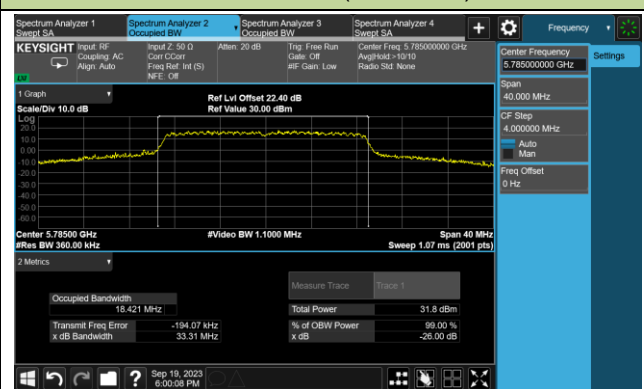 Spectrum Analyzer 1
Swept SA
Spectrum Analyzer 2
Occupied BW
Spectrum Analyzer 3
Occupied BW
Spectrum Analyzer 4
Swept SA
+
Frequency
KEYSIGHT
Input: RF
Coupling: AC
Align: Auto
Input Z: 50 Ω
Corr CCorr
Freq Ref: Int (S)
NFE: Off
Atten: 20 dB
Trig: Free Run
Gate: Off
#IF Gain: Low
Center Freq: 5.785000000 GHz
Avg|Hold:>10/10
Radio Std: None
Center Frequency
5.785000000 GHz
Settings
Span
40.000 MHz
CF Step
4.000000 MHz
Auto
Man
Freq Offset
0 Hz
1 Graph
Scale/Div 10.0 dB
Ref Lvl Offset 22.40 dB
Ref Value 30.00 dBm
Log
20.0
10.0
0.00
-10.0
-20.0
-30.0
-40.0
-50.0
-60.0
Center 5.78500 GHz
#Res BW 360.00 kHz
#Video BW 1.1000 MHz
Span 40 MHz
Sweep 1.07 ms (2001 pts)
2 Metrics
Measure Trace
Trace 1
Occupied Bandwidth
18.421 MHz
Total Power
31.8 dBm
Transmit Freq Error
-194.07 kHz
% of OBW Power
99.00 %
x dB Bandwidth
33.31 MHz
x dB
-26.00 dB
?
Sep 19, 2023
6:00:08 PM